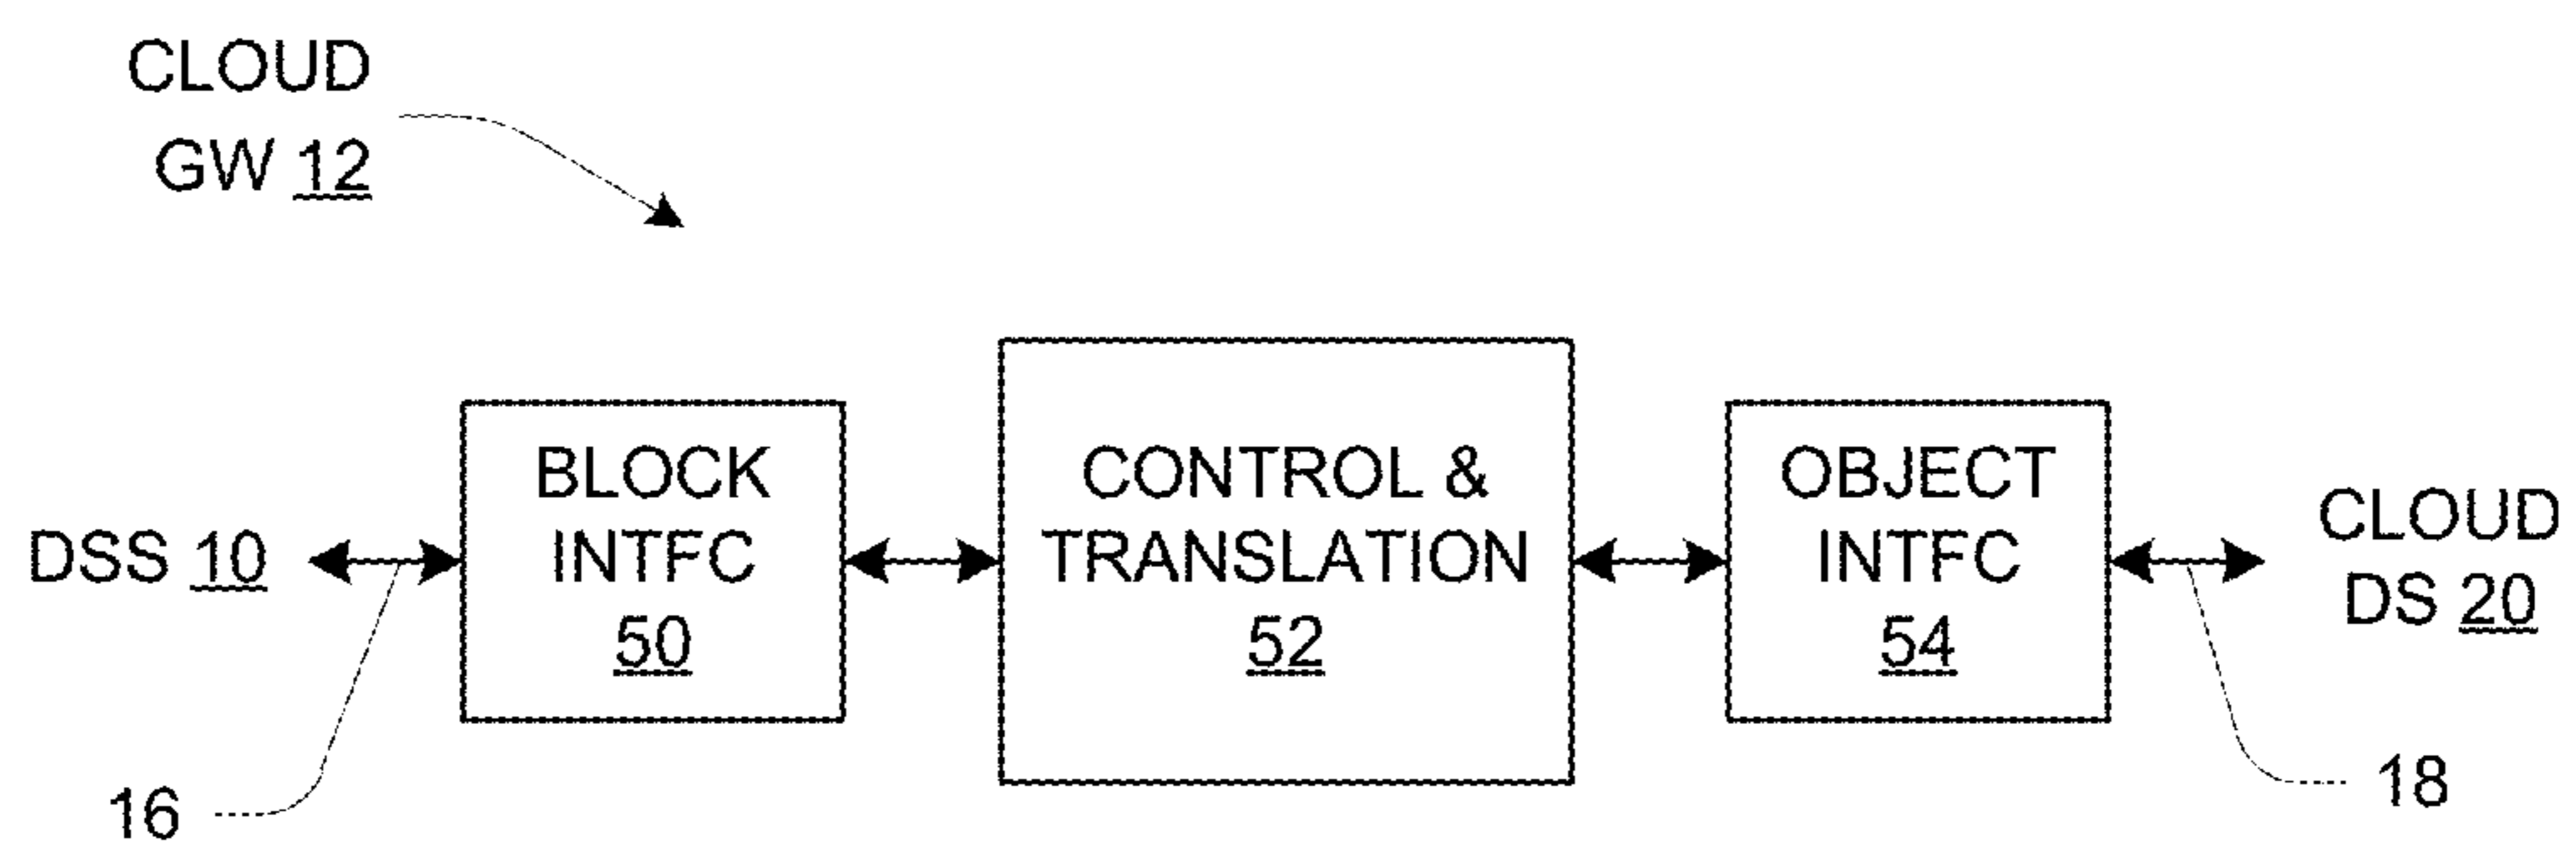 CLOUD
GW 12
DSS 10
BLOCK
INTFC
50
CONTROL &
TRANSLATION
52
OBJECT
INTFC
54
CLOUD
DS 20
16
18